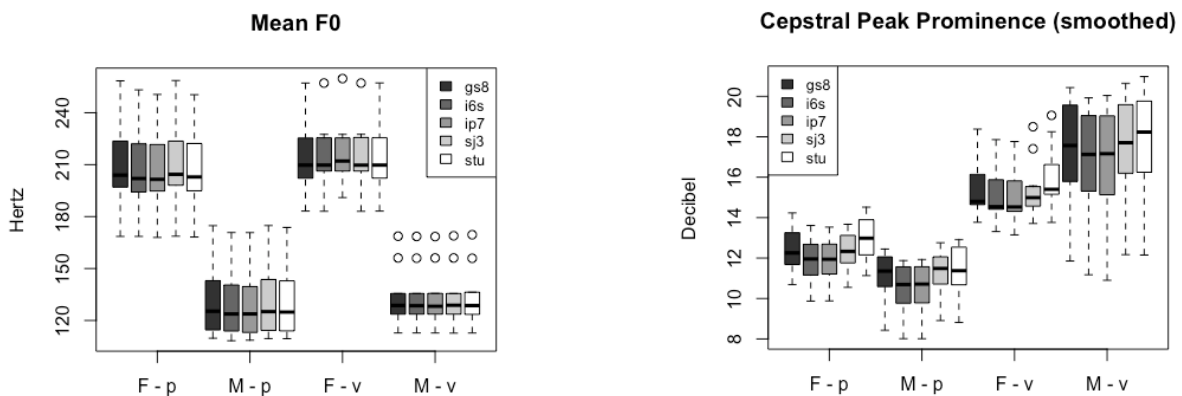 Mean F0
Hertz
240
210
180
150
120
gs8
i6s
ip7
sj3
stu
F - p
M - p
F - v
M - v
Cepstral Peak Prominence (smoothed)
Decibel
20
18
16
14
12
10
8
gs8
i6s
ip7
sj3
stu
F - p
M - p
F - v
M - v